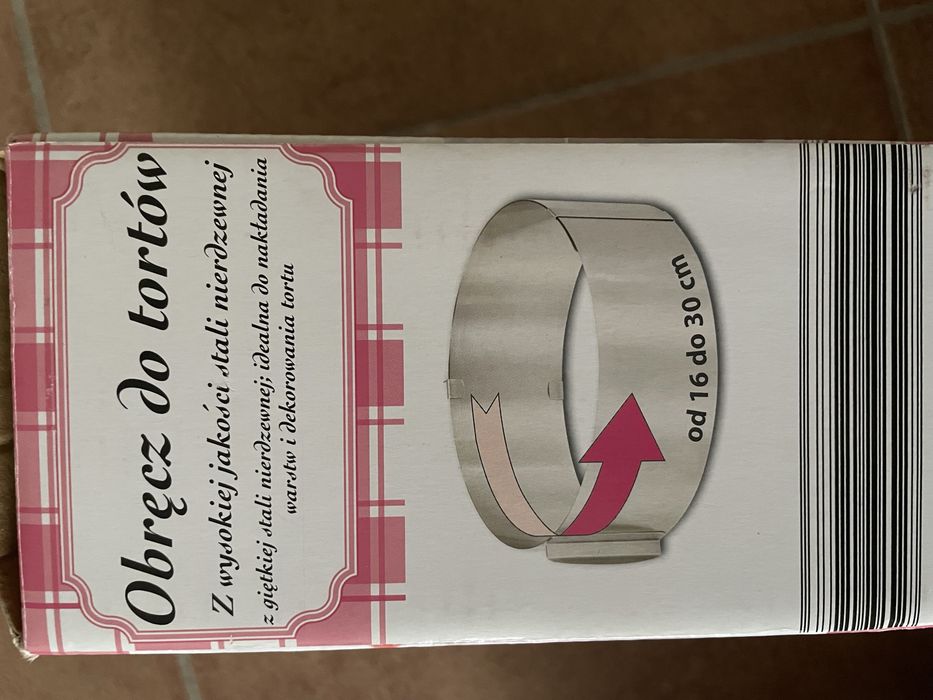 Obręcz do tortów
Z wysokiej jakości stali nierdzewnej
z giętkiej stali nierdzewnej; idealna do nakładania
warstw i dekorowania tortu
od 16 do 30 cm